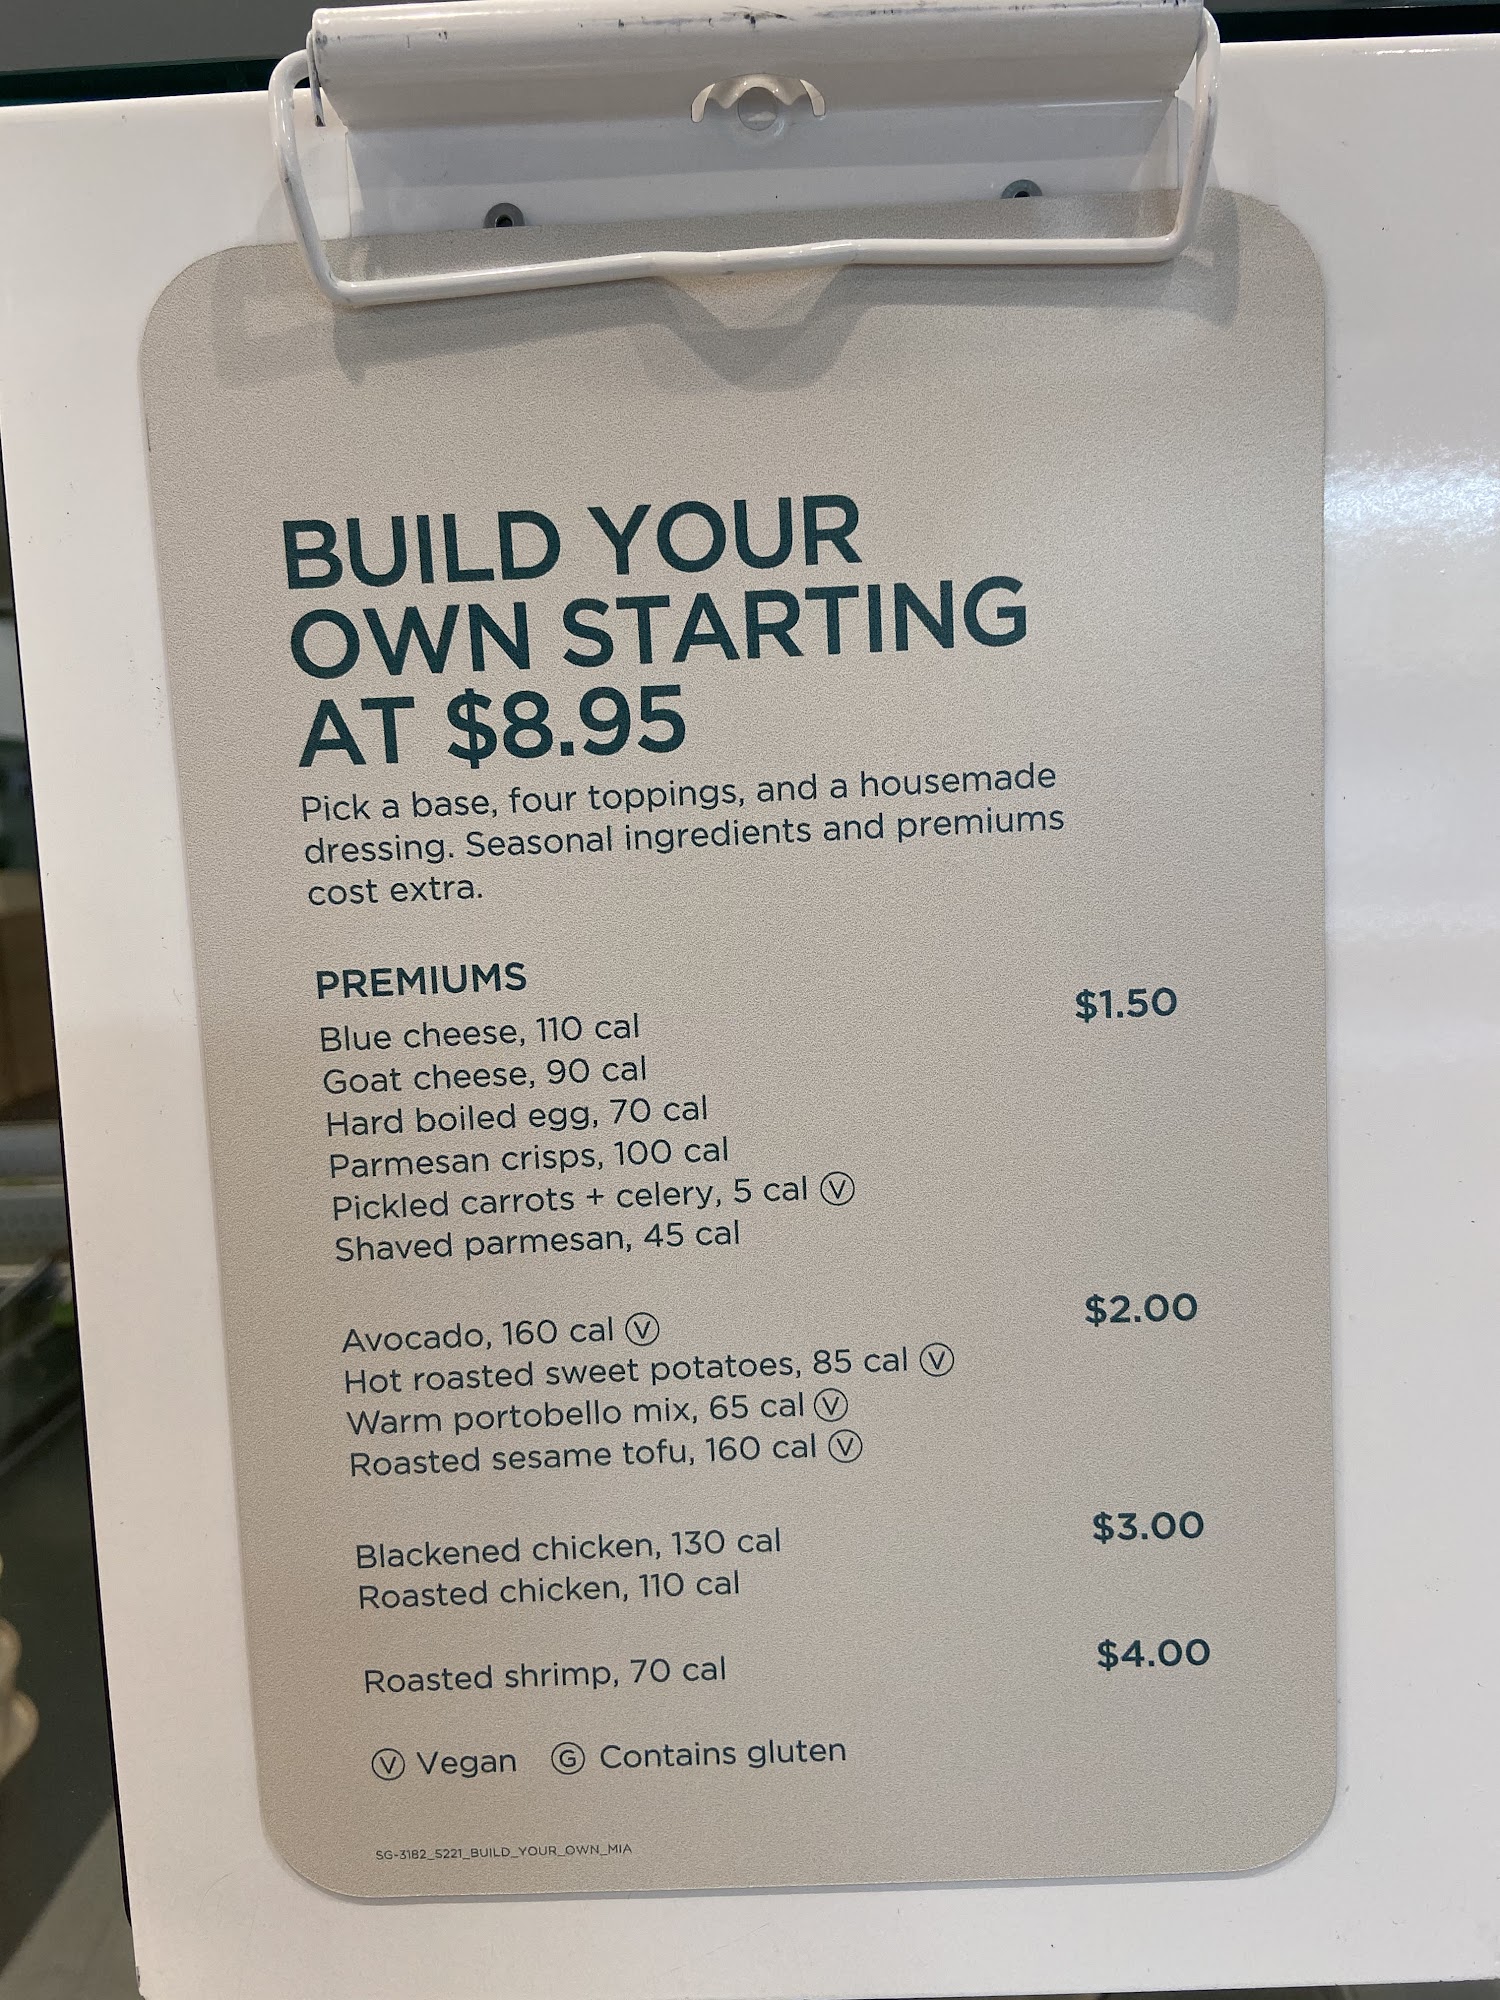 BUILD YOUR
OWN STARTING
AT $8.95
Pick a base, four toppings, and a housemade
dressing. Seasonal ingredients and premiums
cost extra.
PREMIUMS
$1.50
Blue cheese, 110 cal
Goat cheese, 90 cal
Hard boiled egg, 70 cal
Parmesan crisps, 100 cal
Pickled carrots + celery, 5 cal Ⓥ
Shaved parmesan, 45 cal
$2.00
Avocado, 160 cal Ⓥ
Hot roasted sweet potatoes, 85 cal Ⓥ
Warm portobello mix, 65 cal Ⓥ
Roasted sesame tofu, 160 cal Ⓥ
$3.00
Blackened chicken, 130 cal
Roasted chicken, 110 cal
$4.00
Roasted shrimp, 70 cal
Ⓥ Vegan Ⓖ Contains gluten
SG-3182_S221_BUILD_YOUR_OWN_MIA